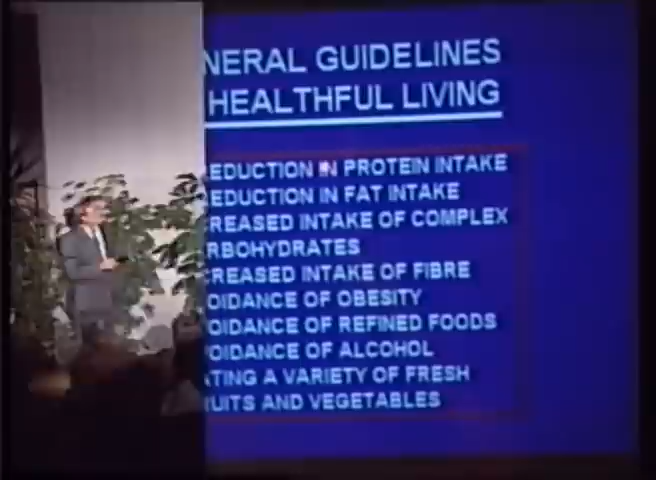 NERAL GUIDELINES
HEALTHFUL LIVING
EDUCTION IN PROTEIN INTAKE
EDUCTION IN FAT INTAKE
REASED INTAKE OF COMPLEX
RBOHYDRATES
CREASED INTAKE OF FIBRE
OIDANCE OF OBESITY
OIDANCE OF REFINED FOODS
OIDANCE OF ALCOHOL
TING A VARIETY OF FRESH
UITS AND VEGETABLES